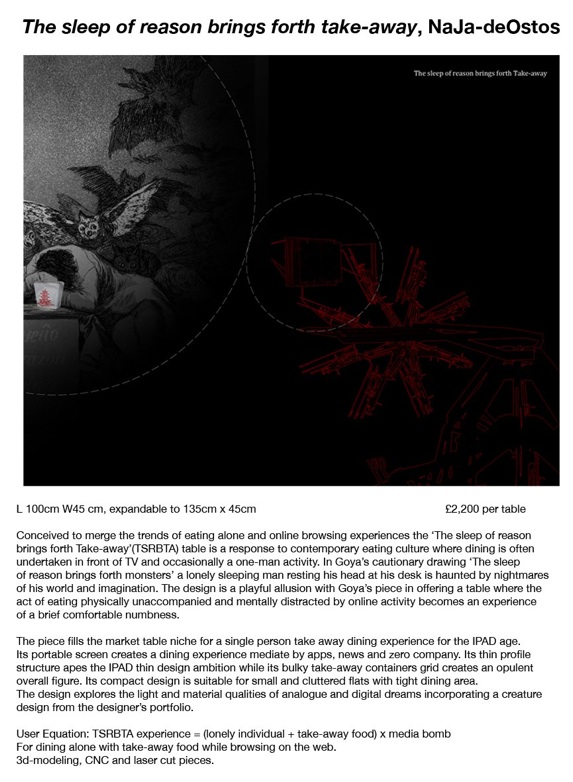 The sleep of reason brings forth take-away, NaJa-deOstos
The sleep of reason brings forth Take-away
L 100cm W45 cm, expandable to 135cm x 45cm
£2,200 per table
Conceived to merge the trends of eating alone and online browsing experiences the ‘The sleep of reason
brings forth Take-away’(TSRBTA) table is a response to contemporary eating culture where dining is often
undertaken in front of TV and occasionally a one-man activity. In Goya’s cautionary drawing ‘The sleep
of reason brings forth monsters’ a lonely sleeping man resting his head at his desk is haunted by nightmares
of his world and imagination. The design is a playful allusion with Goya’s piece in offering a table where the
act of eating physically unaccompanied and mentally distracted by online activity becomes an experience
of a brief comfortable numbness.
The piece fills the market table niche for a single person take away dining experience for the IPAD age.
Its portable screen creates a dining experience mediate by apps, news and zero company. Its thin profile
structure apes the IPAD thin design ambition while its bulky take-away containers grid creates an opulent
overall figure. Its compact design is suitable for small and cluttered flats with tight dining area.
The design explores the light and material qualities of analogue and digital dreams incorporating a creature
design from the designer’s portfolio.
User Equation: TSRBTA experience = (lonely individual + take-away food) x media bomb
For dining alone with take-away food while browsing on the web.
3d-modeling, CNC and laser cut pieces.